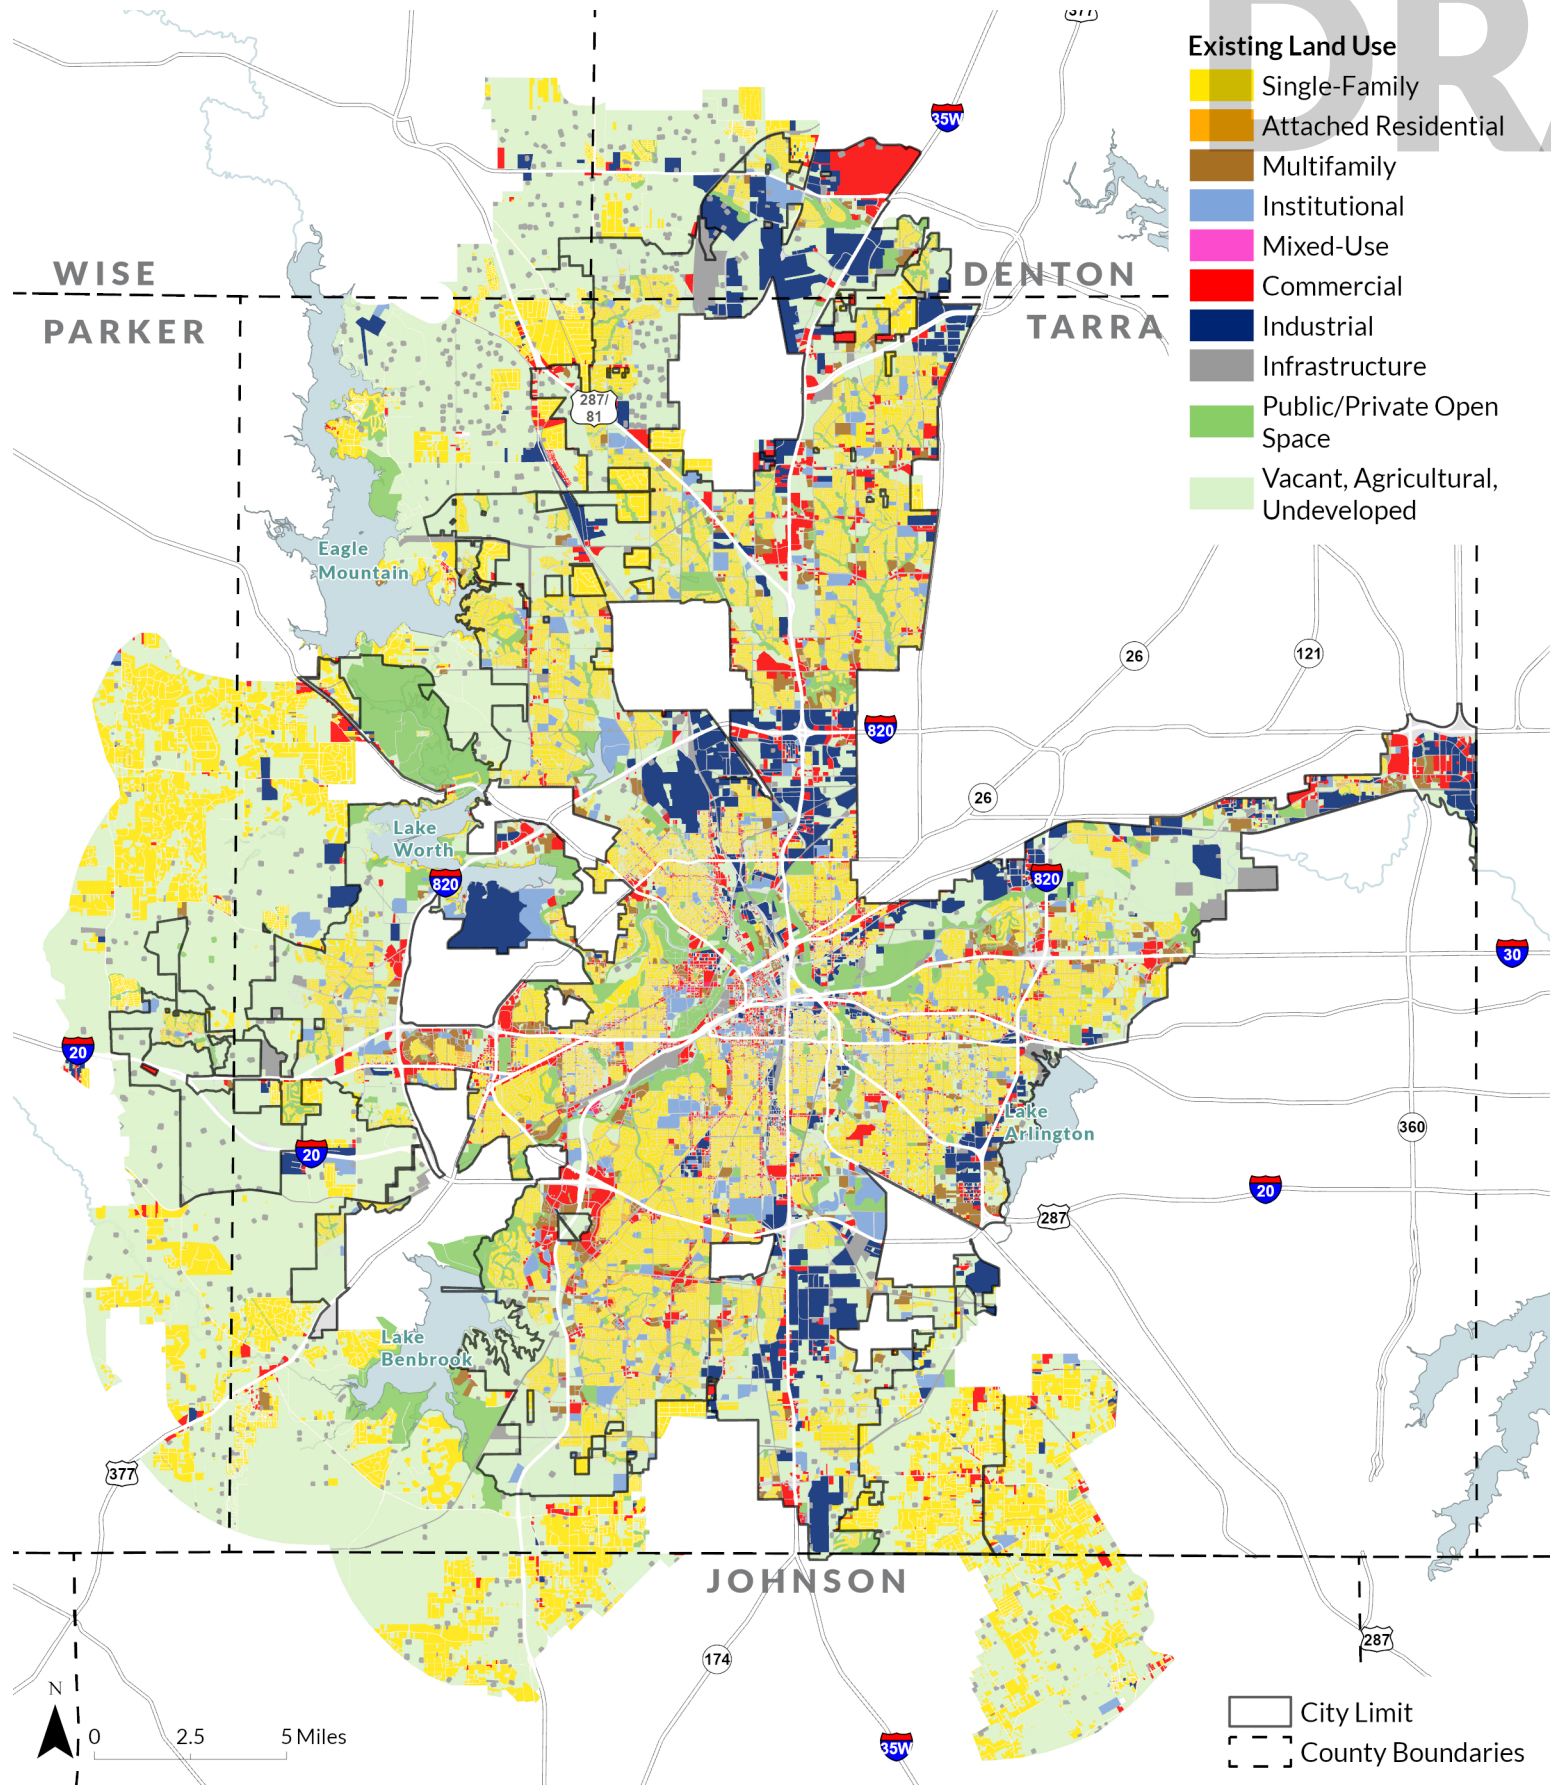 377
DRA
Existing Land Use
Single-Family
Attached Residential
Multifamily
Institutional
Mixed-Use
Commercial
Industrial
Infrastructure
Public/Private Open
Space
Vacant, Agricultural,
Undeveloped
35W
WISE
DENTON
PARKER
TARRA
287/
81
Eagle
Mountain
26
121
820
26
Lake
Worth
820
820
30
20
Lake
Arlington
360
20
20
287
Lake
Benbrook
377
JOHNSON
174
287
N
0
2.5
5 Miles
35W
City Limit
County Boundaries